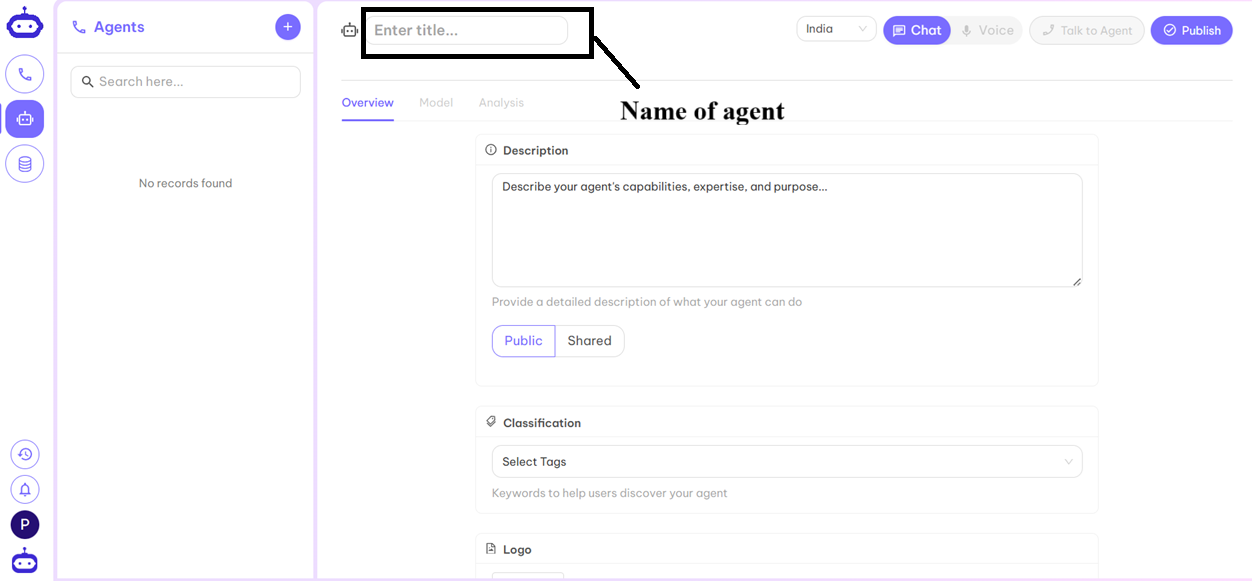 Agents
+
Search here...
No records found
P
Enter title...
India
Chat
Voice
Talk to Agent
Publish
Name of agent
Overview
Model
Analysis
Description
Describe your agent's capabilities, expertise, and purpose...
Provide a detailed description of what your agent can do
Public
Shared
Classification
Select Tags
Keywords to help users discover your agent
Logo